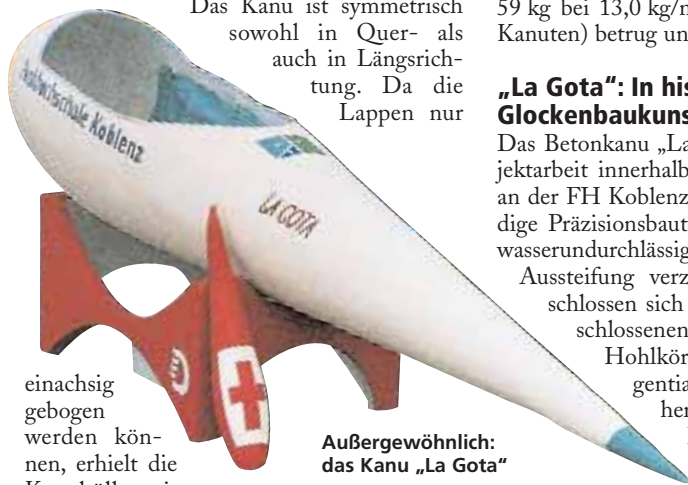 Das Kanu ist symmetrisch
sowohl in Quer- als
auch in Längsrich-
tung. Da die
Lappen nur
einachsig
gebogen
werden kön-
nen, erhielt die
Fachhochschule Koblenz
LA GOTA
Außergewöhnlich:
das Kanu „La Gota“
59 kg bei 13,0 kg/m
Kanuten) betrug un
„La Gota“: In his
Glockenbaukuns
Das Betonkanu „La
jektarbeit innerhalb
an der FH Koblenz
dige Präzisionsbaut
wasserundurchlässig
Aussteifung verz
schlossen sich
schlossenen
Hohlkör
gentia
her